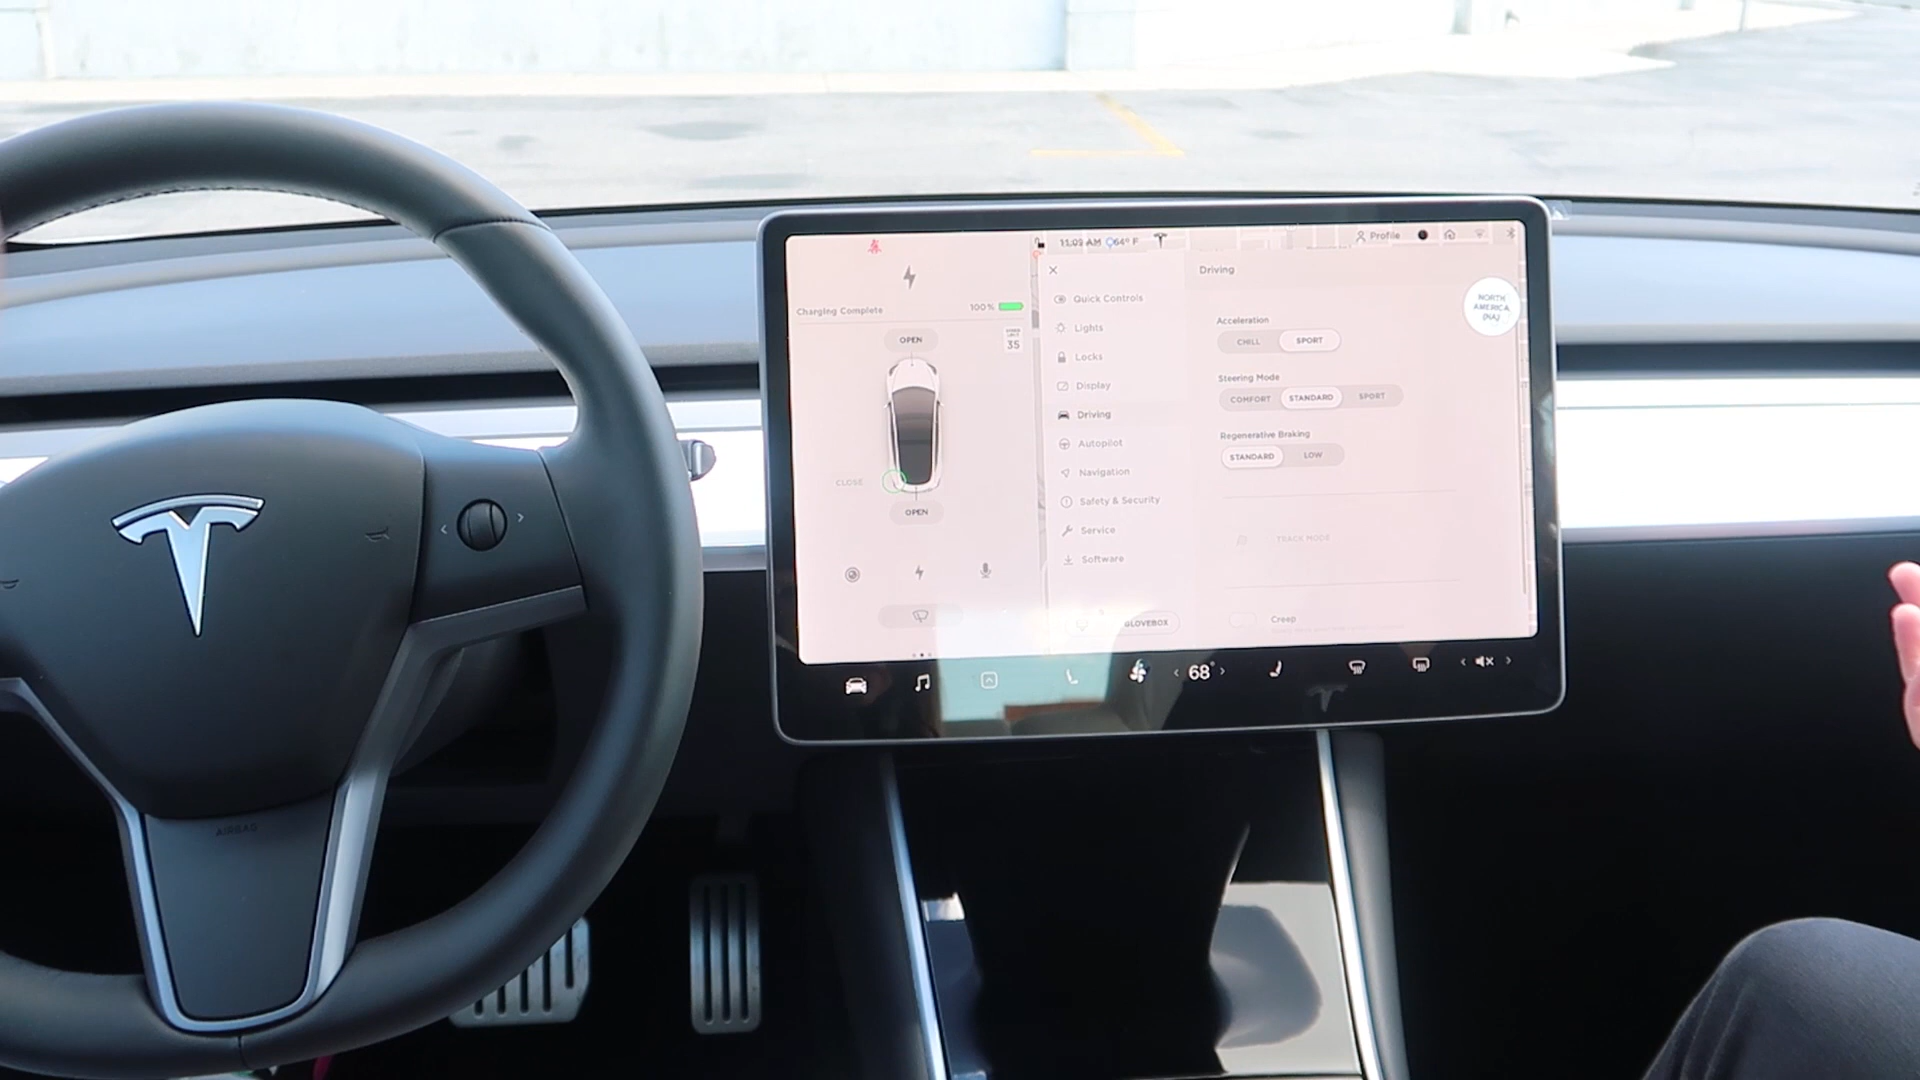 11:09 AM 64° F
Profile
Charging Complete 100%
OPEN
35
CLOSE
OPEN
Quick Controls
Lights
Locks
Display
Driving
Autopilot
Navigation
Safety & Security
Service
Software
GLOVEBOX
Driving
Acceleration
CHILL SPORT
Steering Mode
COMFORT STANDARD SPORT
Regenerative Braking
STANDARD LOW
TRACK MODE
Creep
NORTH
AMERICA
(NA)
68°
AIRBAG